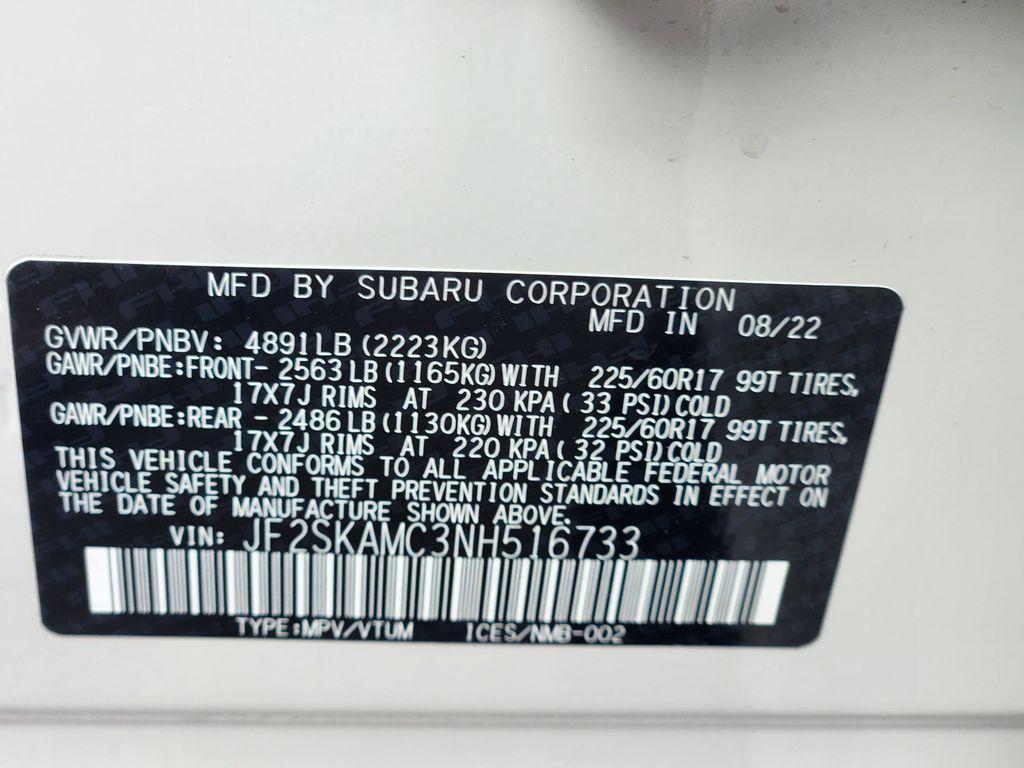 MFD BY SUBARU CORPORATION
MFD IN 08/22
GVWR/PNBV: 4891LB (2223KG)
GAWR/PNBE:FRONT- 2563LB (1165KG) WITH 225/60R17 99T TIRES,
17X7J RIMS AT 230 KPA ( 33 PSI) COLD
GAWR/PNBE:REAR - 2486LB (1130KG) WITH 225/60R17 99T TIRES,
17X7J RIMS AT 220 KPA ( 32 PSI) COLD
THIS VEHICLE CONFORMS TO ALL APPLICABLE FEDERAL MOTOR
VEHICLE SAFETY AND THEFT PREVENTION STANDARDS IN EFFECT ON
THE DATE OF MANUFACTURE SHOWN ABOVE.
VIN: JF2SKAMC3NH516733
TYPE:MPV/VTUM ICES/NMB-002